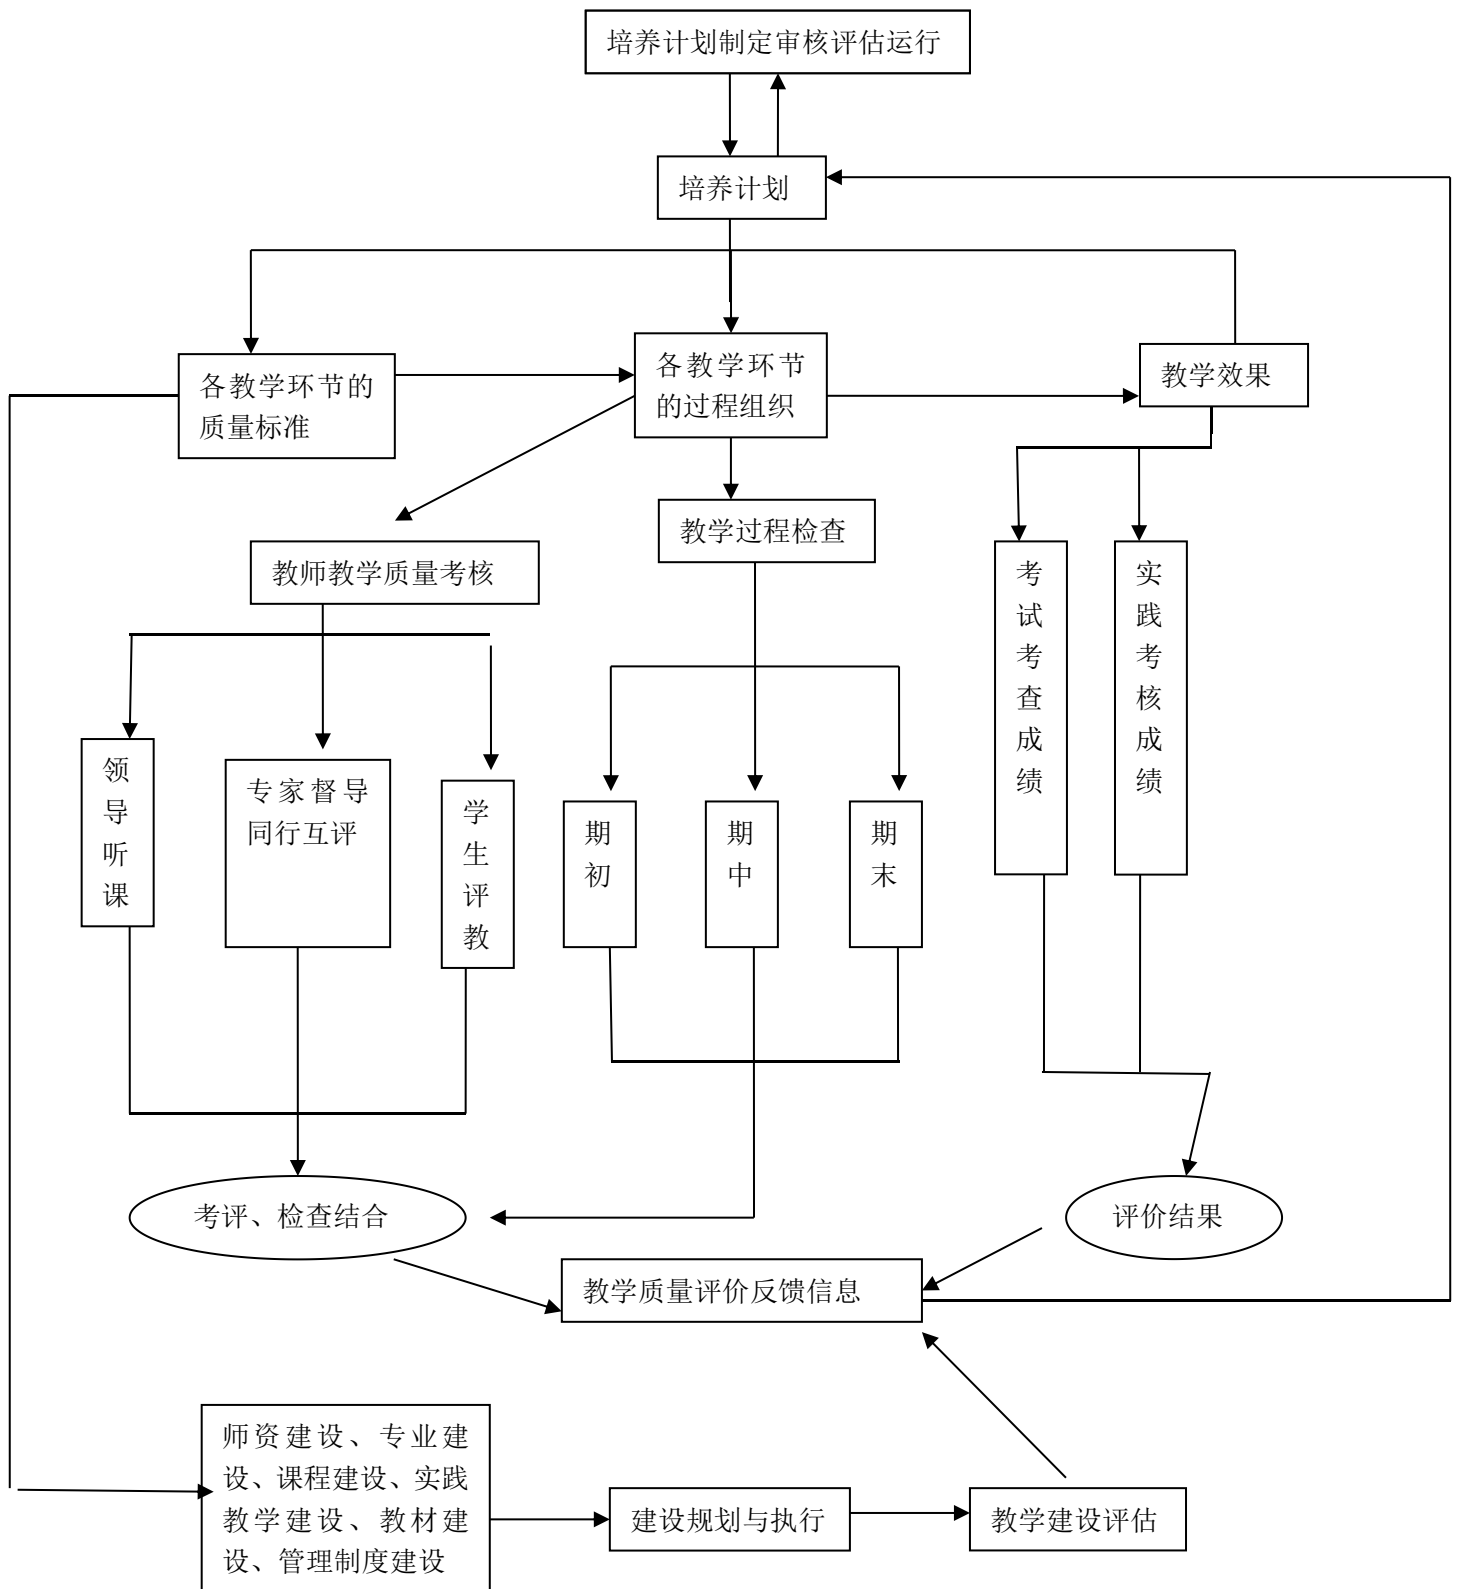 培养计划制定审核评估运行
培养计划
各教学环节的
质量标准
各教学环节
的过程组织
教学效果
教学过程检查
教师教学质量考核
考试考查成绩
实践考核成绩
领导听课
专家督导
同行互评
学生评教
期初
期中
期末
考评、检查结合
评价结果
教学质量评价反馈信息
师资建设、专业建
设、课程建设、实践
教学建设、教材建
设、管理制度建设
建设规划与执行
教学建设评估